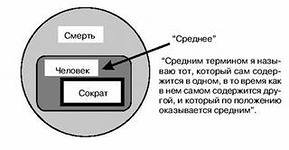 Смерть
"Среднее"
Человек
Сократ
"Средним термином я назы-
ваю тот, который сам содер-
жится в одном, в то время как
в нем самом содержится дру-
гой, и который по положению
оказывается средним".